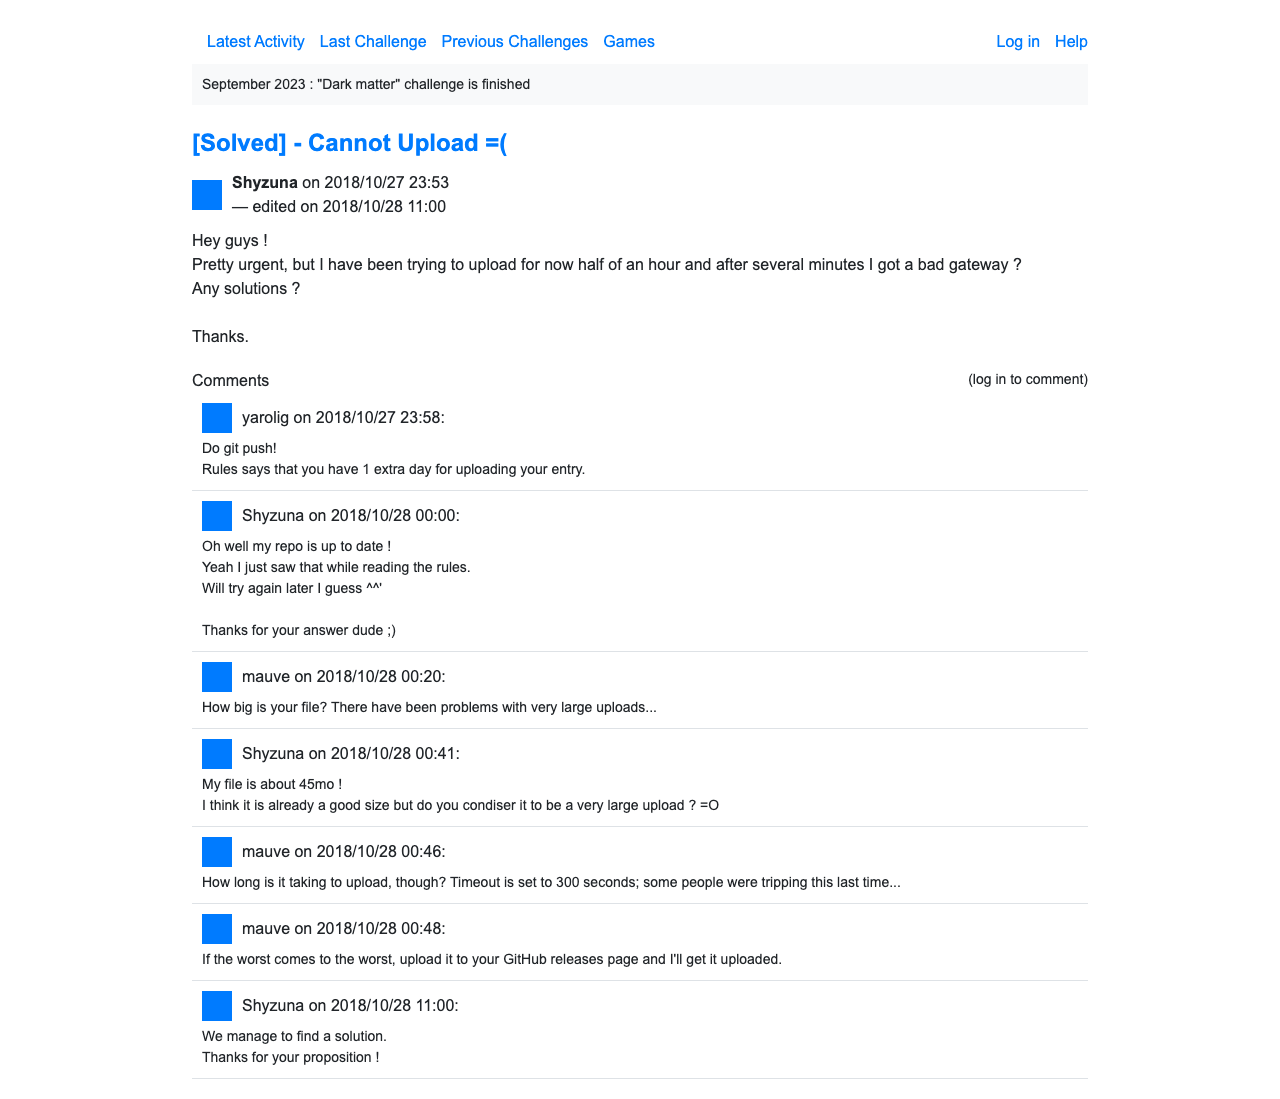 Latest Activity Last Challenge Previous Challenges Games Log in Help
September 2023 : "Dark matter" challenge is finished
[Solved] - Cannot Upload =(
Shyzuna on 2018/10/27 23:53
— edited on 2018/10/28 11:00
Hey guys !
Pretty urgent, but I have been trying to upload for now half of an hour and after several minutes I got a bad gateway ?
Any solutions ?
Thanks.
Comments (log in to comment)
yarolig on 2018/10/27 23:58:
Do git push!
Rules says that you have 1 extra day for uploading your entry.
Shyzuna on 2018/10/28 00:00:
Oh well my repo is up to date !
Yeah I just saw that while reading the rules.
Will try again later I guess ^^'
Thanks for your answer dude ;)
mauve on 2018/10/28 00:20:
How big is your file? There have been problems with very large uploads...
Shyzuna on 2018/10/28 00:41:
My file is about 45mo !
I think it is already a good size but do you condiser it to be a very large upload ? =O
mauve on 2018/10/28 00:46:
How long is it taking to upload, though? Timeout is set to 300 seconds; some people were tripping this last time...
mauve on 2018/10/28 00:48:
If the worst comes to the worst, upload it to your GitHub releases page and I'll get it uploaded.
Shyzuna on 2018/10/28 11:00:
We manage to find a solution.
Thanks for your proposition !